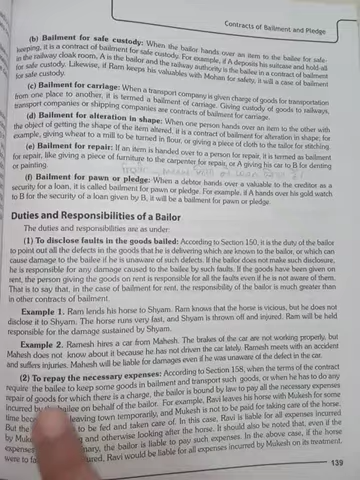 Contracts of Bailment and Pledge
(b) Bailment for safe custody: When the bailor hands over an item to the bailee for safe-
keeping, it is a contract of bailment for safe custody. For example, if A deposits his suitcase and hold-all
in the railway cloak room, A is the bailor and the railway authority is the bailee in a contract of bailment
for safe custody. Likewise, if Ram keeps his valuables with Mohan for safety, it will a case of bailment
for safe custody.
(c) Bailment for carriage: When a transport company is given charge of goods for transportation
from one place to another, it is termed a bailment of carriage. Giving custody of goods to railways,
transport companies or shipping companies are contracts of bailment for carriage.
(d) Bailment for alteration in shape: When one person hands over an item to the other with
the object of getting the shape of the item altered, it is a contract of bailment for alteration in shape; for
example, giving wheat to a mill to be turned in flour, or giving a piece of cloth to the tailor for stitching
(e) Bailment for repair: If an item is handed over to a person for repair, it is termed as bailment
for repair, like giving a piece of furniture to the carpenter for repair, or A giving his car to B for denting
or painting.
(f) Bailment for pawn or pledge: When a debtor hands over a valuable to the creditor as a
security for a loan, it is called bailment for pawn or pledge. For example, if A hands over his gold watch
to B for the security of a loan given by B, it will be a bailment for pawn or pledge.
Duties and Responsibilities of a Bailor
The duties and responsibilities are as under:
(1) To disclose faults in the goods bailed: According to Section 150, it is the duty of the bailor
to point out all the defects in the goods that he is delivering which are known to the bailor, or which can
cause damage to the bailee if he is unaware of such defects. If the bailor does not make such disclosure,
he is responsible for any damage caused to the bailee by such faults. If the goods have been given on
rent, the person giving the goods on rent is responsible for all the faults even if he is not aware of them.
That is to say that, in the case of bailment for rent, the responsibility of the bailor is much greater than
in other contracts of bailment.
Example 1. Ram lends his horse to Shyam. Ram knows that the horse is vicious, but he does not
disclose it to Shyam. The horse runs very fast, and Shyam is thrown off and injured. Ram will be held
responsible for the damage sustained by Shyam.
Example 2. Ramesh hires a car from Mahesh. The brakes of the car are not working properly, but
Mahesh does not know about it because he has not driven the car lately. Ramesh meets with an accident
and suffers injuries. Mahesh will be liable for damages even if he was unaware of the defect in the car.
(2) To repay the necessary expenses: According to Section 158, when the terms of the contract
require the bailee to keep some goods in bailment and transport such goods, or when he has to do any
repair of goods for which there is a charge, the bailor is bound by law to pay all the necessary expenses
incurred by the bailee on behalf of the bailor. For example, Ravi leaves his horse with Mukesh for some
time be leaving town temporarily, and Mukesh is not to be paid for taking care of the horse.
But the to be fed and taken care of. In this case, Ravi is liable for all expenses incurred
by Muke and otherwise looking after the horse. It should also be noted that, even if the
expenses nary, the bailor is liable to pay such expenses. In the above case, if the horse
were to fa ured, Ravi would be liable for all expenses incurred by Mukesh on its treatment.
139